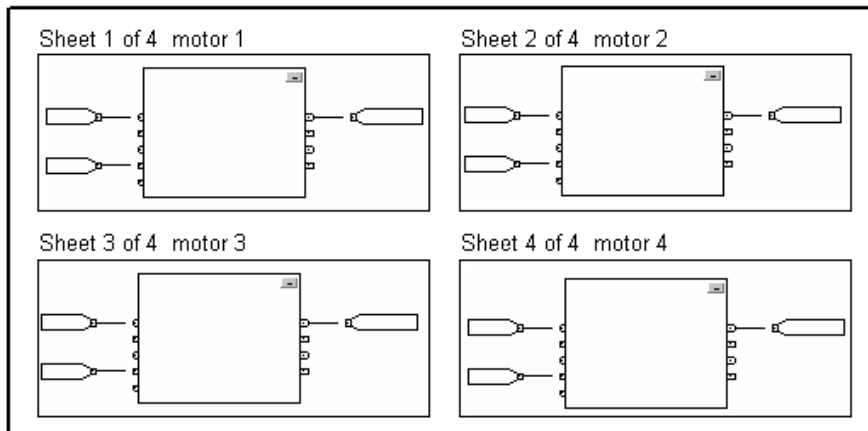 Sheet 1 of 4 motor 1
Sheet 2 of 4 motor 2
Sheet 3 of 4 motor 3
Sheet 4 of 4 motor 4